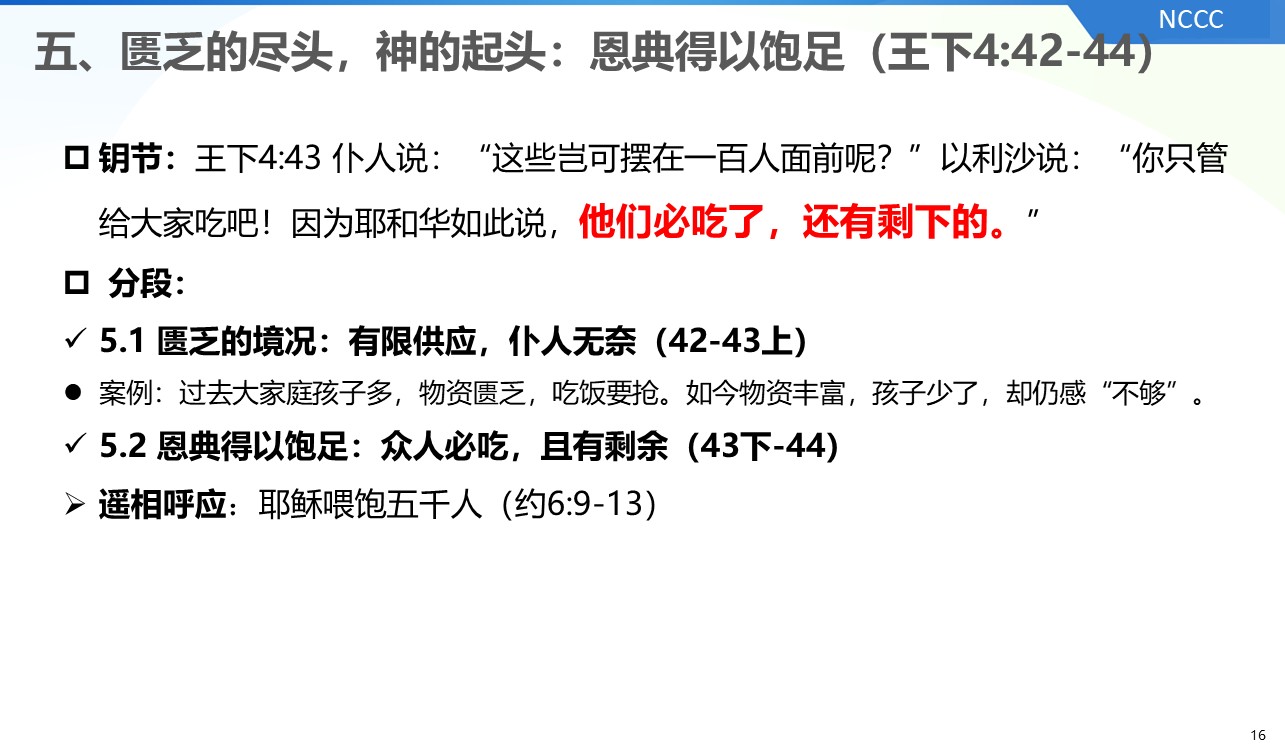 NCCC
五、匮乏的尽头，神的起头：恩典得以饱足（王下4:42-44）
钥节：王下4:43 仆人说：“这些岂可摆在一百人面前呢？”以利沙说：“你只管
给大家吃吧！因为耶和华如此说，他们必吃了，还有剩下的。”
分段：
5.1 匮乏的境况：有限供应，仆人无奈（42-43上）
案例：过去大家庭孩子多，物资匮乏，吃饭要抢。如今物资丰富，孩子少了，却仍感“不够”。
5.2 恩典得以饱足：众人必吃，且有剩余（43下-44）
遥相呼应：耶稣喂饱五千人（约6:9-13）
16